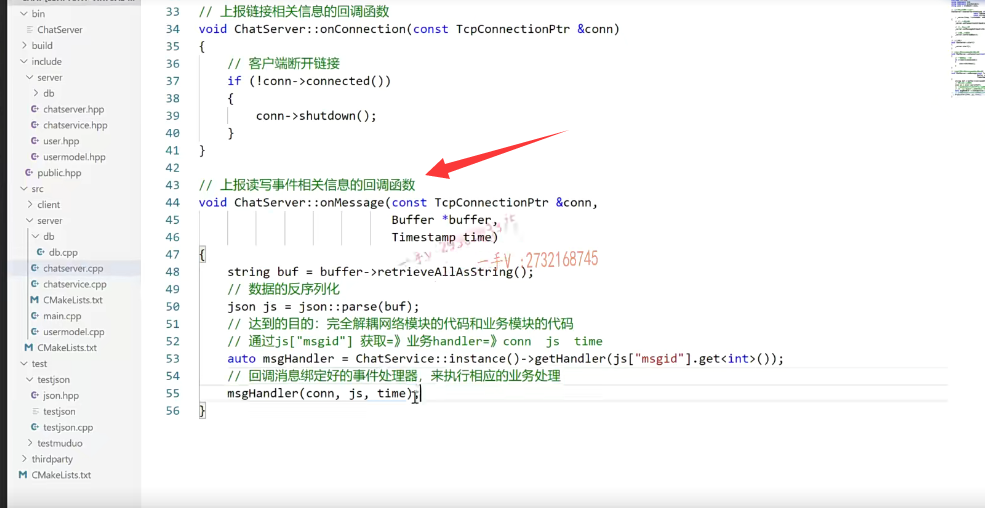 bin
ChatServer
build
include
server
db
chatserver.hpp
chatservice.hpp
user.hpp
usermodel.hpp
public.hpp
src
client
server
db
db.cpp
chatserver.cpp
chatservice.cpp
CMakeLists.txt
main.cpp
usermodel.cpp
CMakeLists.txt
test
testjson
json.hpp
testjson
testjson.cpp
testmuduo
thirdparty
CMakeLists.txt
33 // 上报链接相关信息的回调函数
34 void ChatServer::onConnection(const TcpConnectionPtr &conn)
35 {
36 // 客户端断开链接
37 if (!conn->connected())
38 {
39 conn->shutdown();
40 }
41 }
42
43 // 上报读写事件相关信息的回调函数
44 void ChatServer::onMessage(const TcpConnectionPtr &conn,
45 Buffer *buffer,
46 Timestamp time)
47 {
48 string buf = buffer->retrieveAllAsString();
49 // 数据的反序列化
50 json js = json::parse(buf);
51 // 达到的目的：完全解耦网络模块的代码和业务模块的代码
52 // 通过js["msgid"] 获取=》业务handler=》conn js time
53 auto msgHandler = ChatService::instance()->getHandler(js["msgid"].get<int>());
54 // 回调消息绑定好的事件处理器，来执行相应的业务处理
55 msgHandler(conn, js, time);
56 }
一手V :2732168745